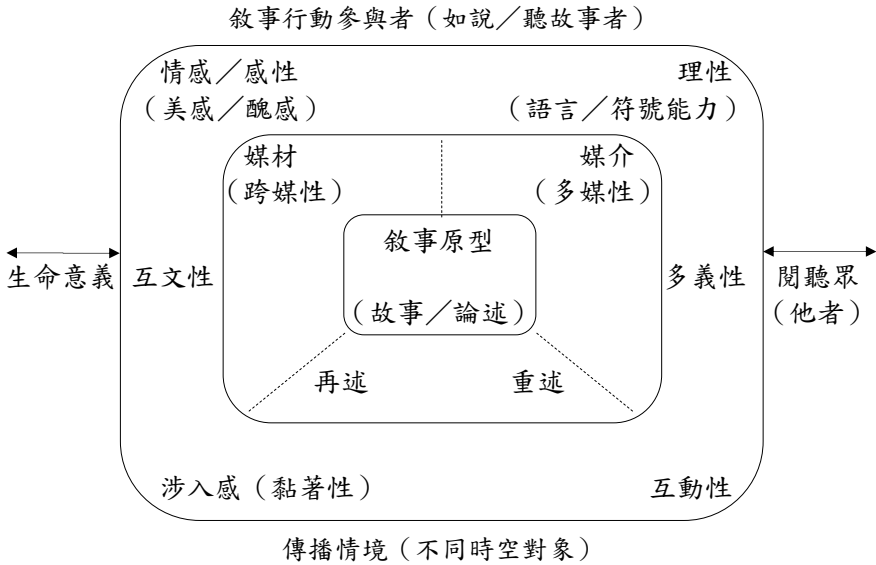 敘事行動參與者（如說／聽故事者）
情感／感性
（美感／醜感）
理性
（語言／符號能力）
媒材
(跨媒性)
媒介
(多媒性)
敘事原型
（故事／論述）
生命意義
互文性
多義性
閱聽眾
（他者）
再述
重述
涉入感（黏著性）
互動性
傳播情境（不同時空對象）